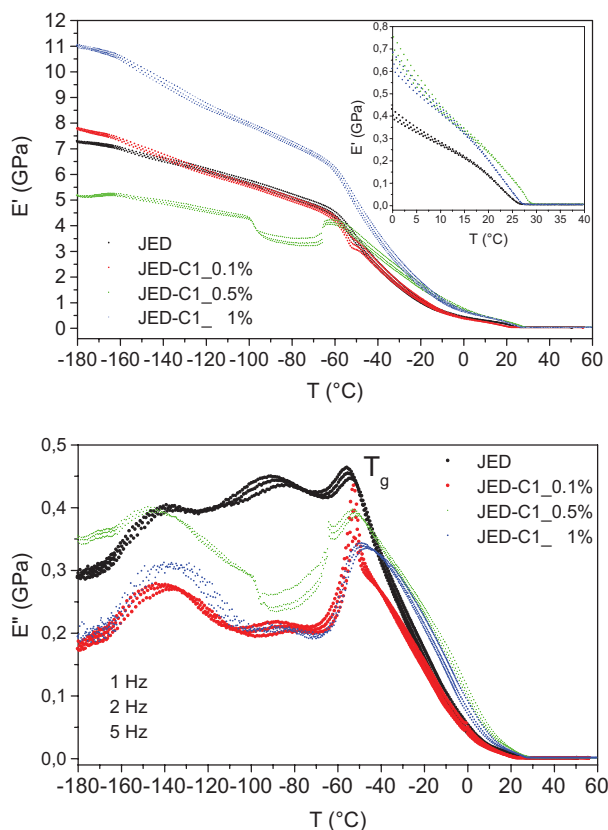 12
11
10
9
8
7
6
5
4
3
2
1
0
E' (GPa)
-180 -160 -140 -120 -100 -80 -60 -40 -20 0 20 40 60
T (°C)
JED
JED-C1_0.1%
JED-C1_0.5%
JED-C1_ 1%
0,8
0,7
0,6
0,5
0,4
0,3
0,2
0,1
0,0
E' (GPa)
0 5 10 15 20 25 30 35 40
T (°C)
0,5
0,4
0,3
0,2
0,1
0,0
E" (GPa)
Tg
JED
JED-C1_0.1%
JED-C1_0.5%
JED-C1_ 1%
1 Hz
2 Hz
5 Hz
-180 -160 -140 -120 -100 -80 -60 -40 -20 0 20 40 60
T (°C)